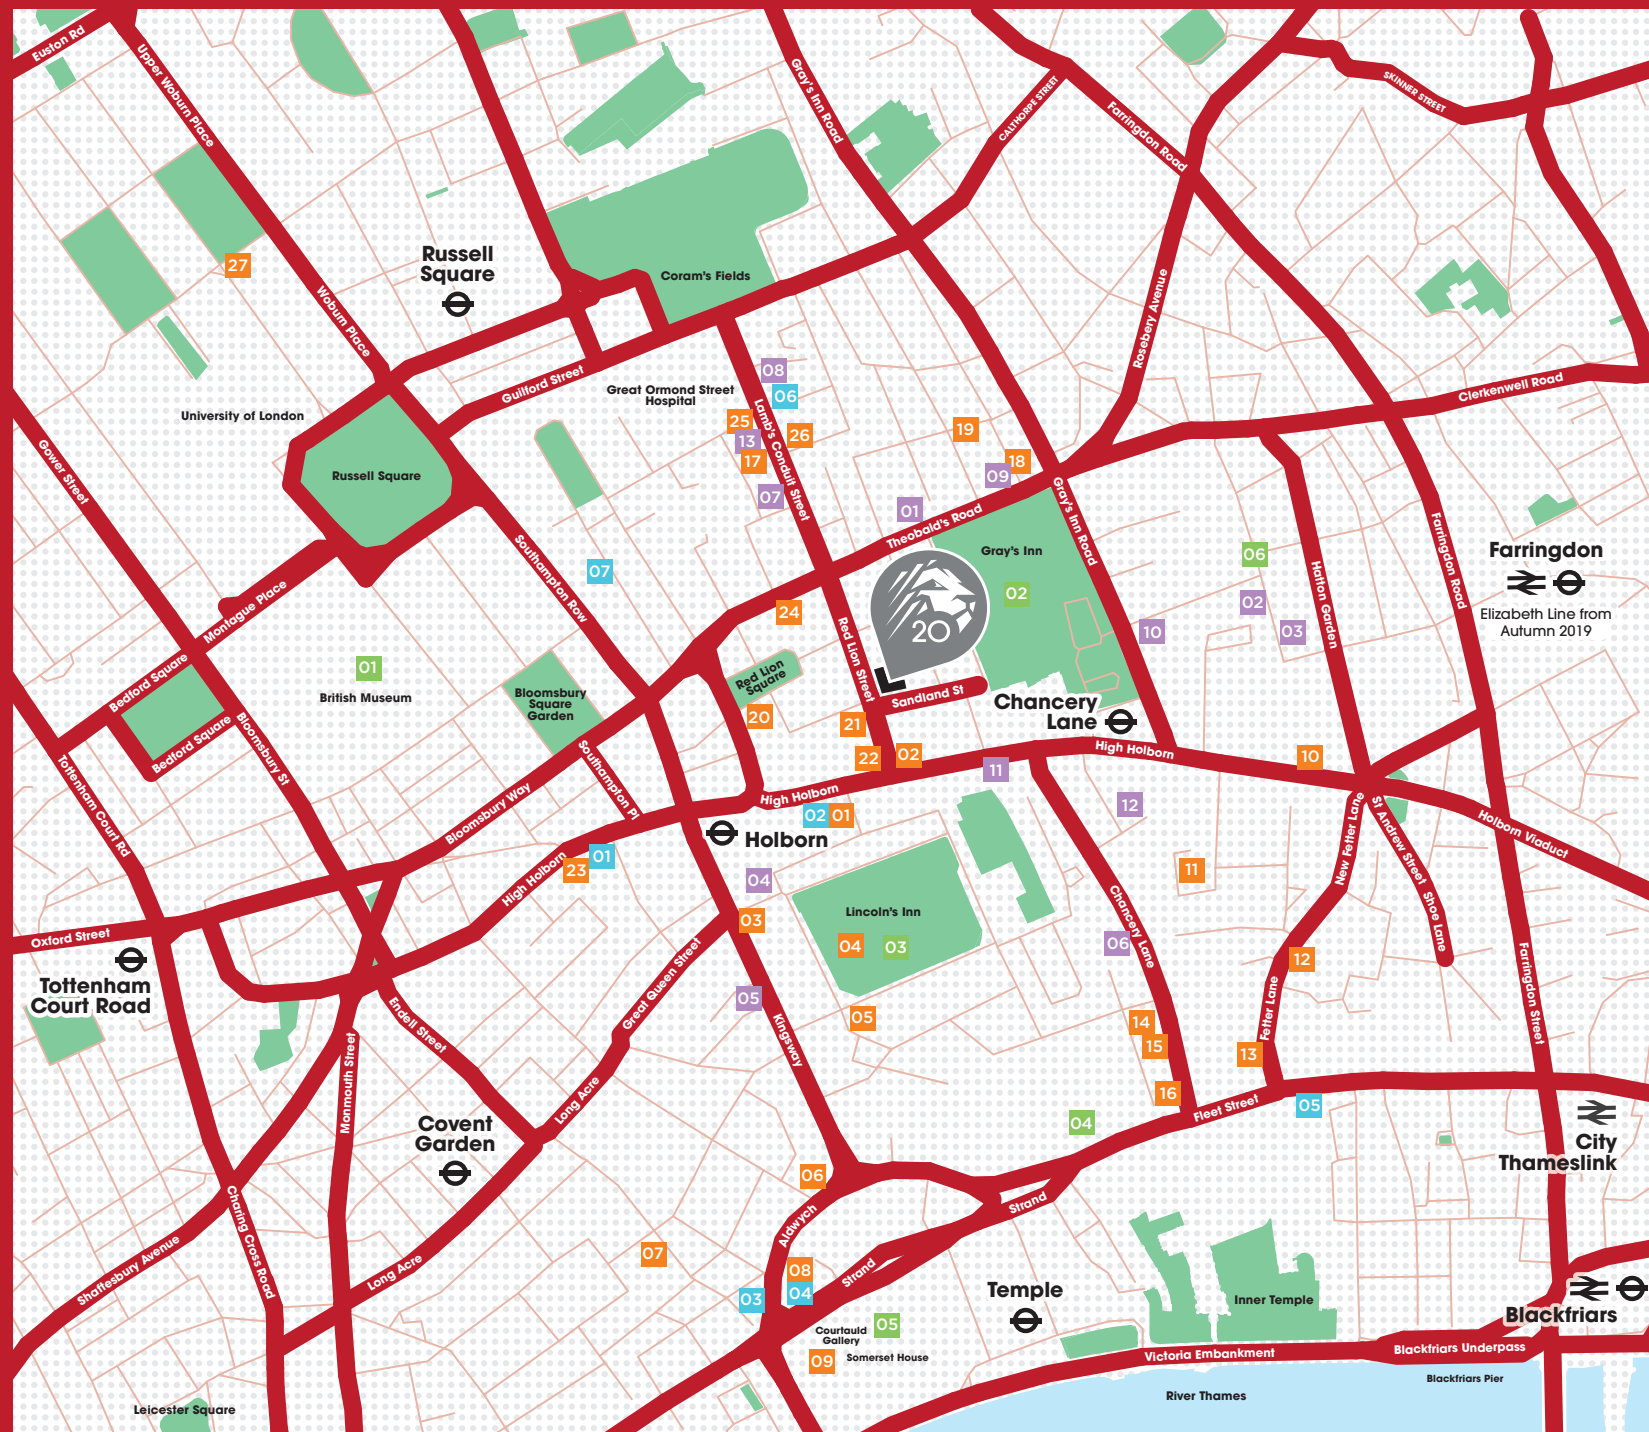 Euston Rd
Upper Woburn Place
Gray's Inn Road
CALTHORPE STREET
Farringdon Road
SKINNER STREET
27
Russell
Square
Coram's Fields
Woburn Place
Rosebery Avenue
Guilford Street
Great Ormond Street
Hospital
08
06
Clerkenwell Road
University of London
25
13
17
26
Lamb's Conduit Street
07
19
18
09
01
Gower Street
Russell Square
Southampton Row
07
Theobald's Road
Gray's Inn Road
Gray's Inn
02
20
Hatton Garden
06
02
03
10
Farringdon Road
Farringdon
Elizabeth Line from
Autumn 2019
Montague Place
24
Red Lion Street
01
British Museum
Bedford Square
Bedford Square
Bloomsbury
Square
Garden
Red Lion
Square
20
21
22
02
Sandland St
Chancery
Lane
High Holborn
11
10
Bloomsbury St
Southampton Pl
Tottenham Court Rd
Bloomsbury Way
High Holborn
02
01
12
St Andrew Street
Shoe Lane
New Fetter Lane
Holborn Viaduct
Holborn
High Holborn
23
01
04
03
11
Lincoln's Inn
04
03
Chancery Lane
06
12
Oxford Street
Tottenham
Court Road
Endell Street
Great Queen Street
05
Kingsway
05
14
15
16
Fetter Lane
13
Farringdon Street
Monmouth Street
Long Acre
Covent
Garden
04
Fleet Street
05
City
Thameslink
06
Aldwych
Strand
Strand
Charing Cross Road
Shaftesbury Avenue
Long Acre
07
08
04
03
Temple
Inner Temple
Blackfriars
Courtauld
Gallery
05
09
Somerset House
Victoria Embankment
Blackfriars Underpass
Blackfriars Pier
River Thames
Leicester Square